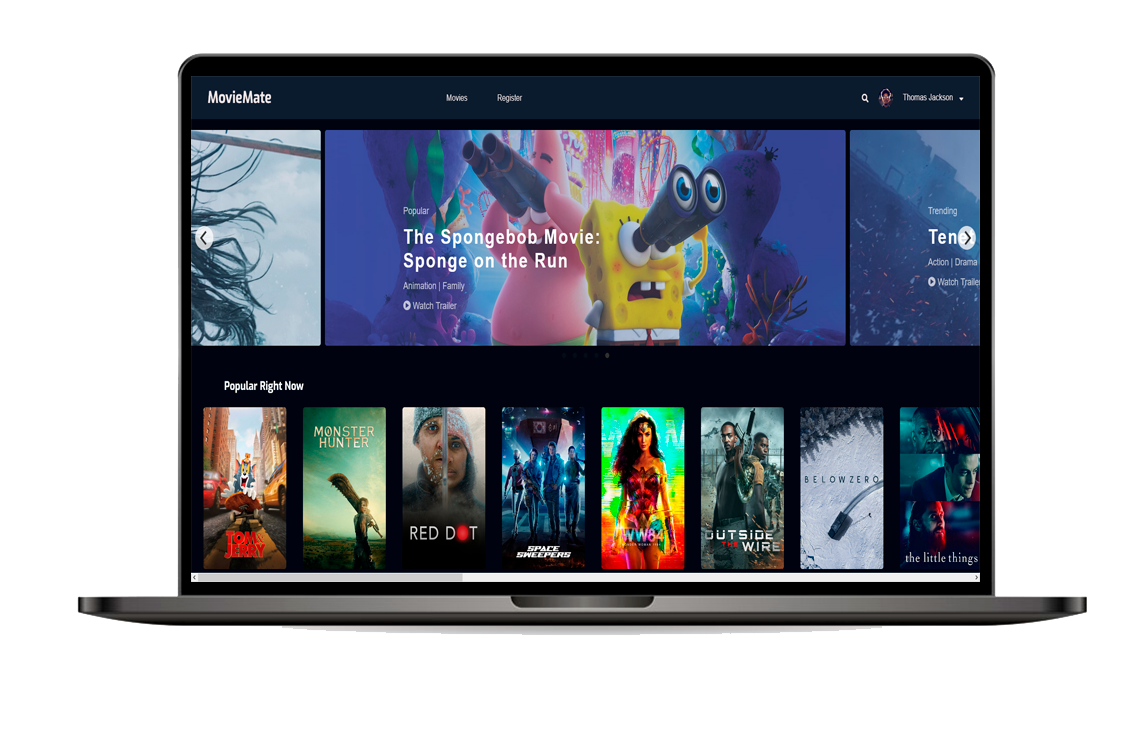 MovieMate
Movies
Register
Thomas Jackson
Popular
The Spongebob Movie:
Sponge on the Run
Animation | Family
Watch Trailer
Trending
Ten
Action | Drama
Watch Trailer
Popular Right Now
TOM
JERRY
MONSTER
HUNTER
RED DOT
SPACE
SWEEPERS
WW84
OUTSIDE
THE WIRE
BELOWZERO
the little things